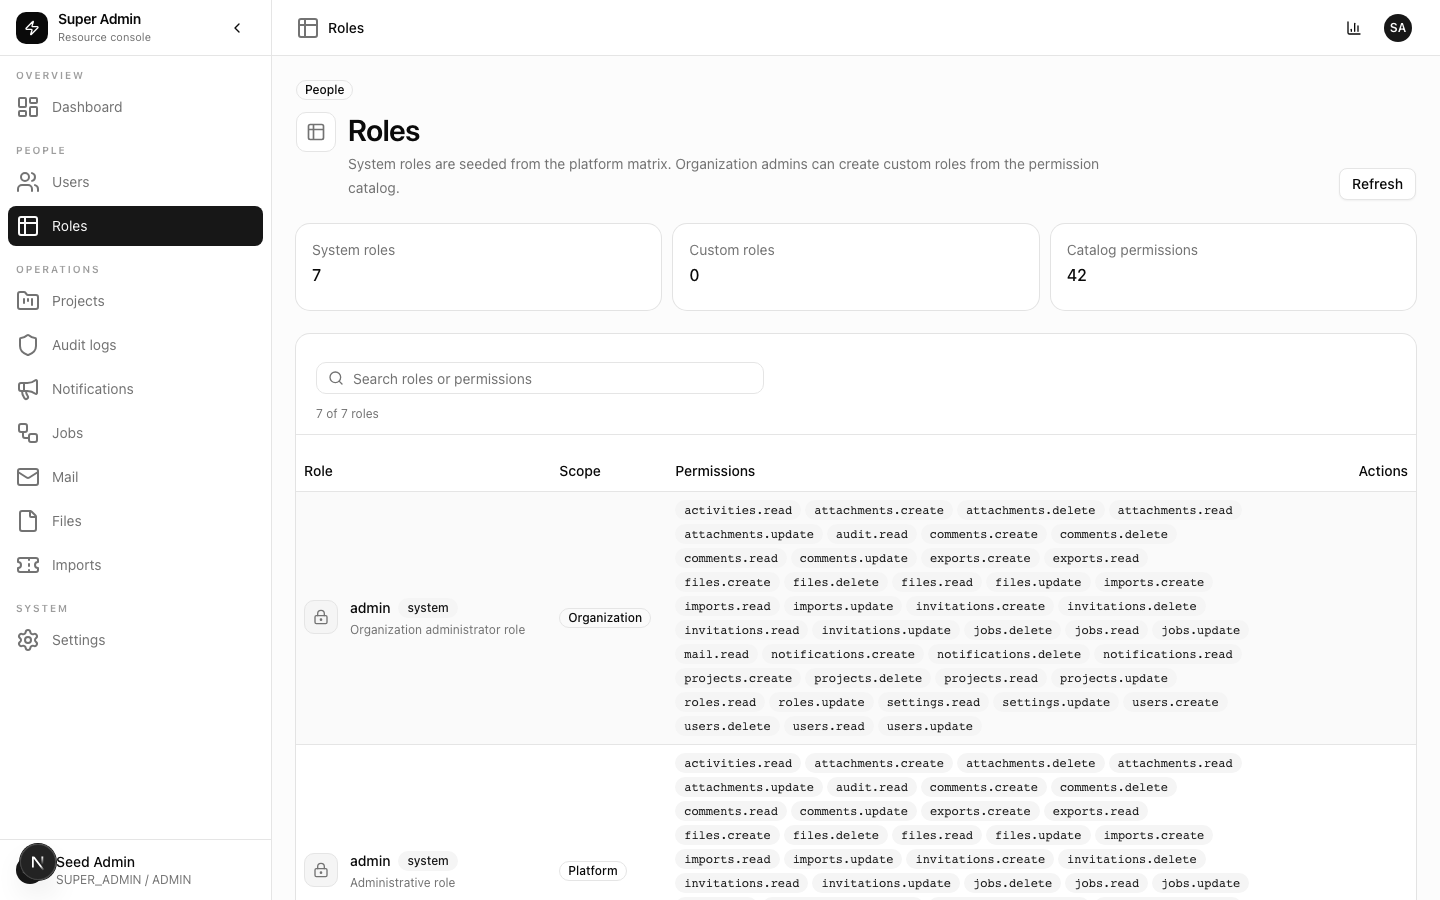 Super Admin
Resource console
OVERVIEW
Dashboard
PEOPLE
Users
Roles
OPERATIONS
Projects
Audit logs
Notifications
Jobs
Mail
Files
Imports
SYSTEM
Settings
N
Seed Admin
SUPER_ADMIN / ADMIN
Roles
SA
People
Roles
System roles are seeded from the platform matrix. Organization admins can create custom roles from the permission
catalog.
Refresh
System roles
7
Custom roles
0
Catalog permissions
42
Search roles or permissions
7 of 7 roles
Role Scope Permissions Actions
admin system
Organization administrator role
Organization
activities.read attachments.create attachments.delete attachments.read
attachments.update audit.read comments.create comments.delete
comments.read comments.update exports.create exports.read
files.create files.delete files.read files.update imports.create
imports.read imports.update invitations.create invitations.delete
invitations.read invitations.update jobs.delete jobs.read jobs.update
mail.read notifications.create notifications.delete notifications.read
projects.create projects.delete projects.read projects.update
roles.read roles.update settings.read settings.update users.create
users.delete users.read users.update
admin system
Administrative role
Platform
activities.read attachments.create attachments.delete attachments.read
attachments.update audit.read comments.create comments.delete
comments.read comments.update exports.create exports.read
files.create files.delete files.read files.update imports.create
imports.read imports.update invitations.create invitations.delete
invitations.read invitations.update jobs.delete jobs.read jobs.update